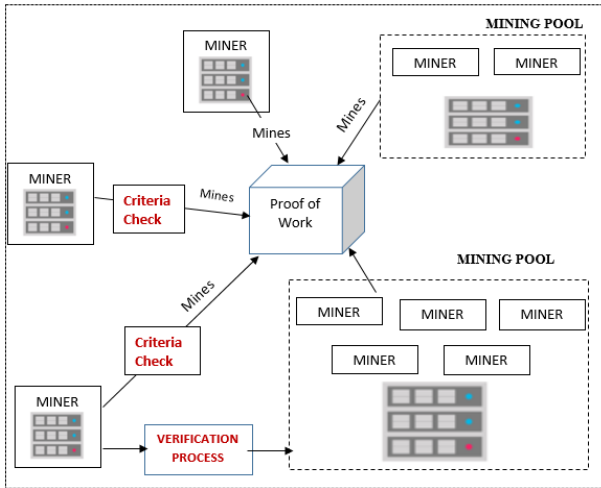 MINING POOL
MINER
MINER
MINER
Mines
Mines
MINER
Criteria
Check
Mines
Proof of
Work
MINING POOL
Mines
MINER
MINER
MINER
Criteria
Check
MINER
MINER
MINER
VERIFICATION
PROCESS